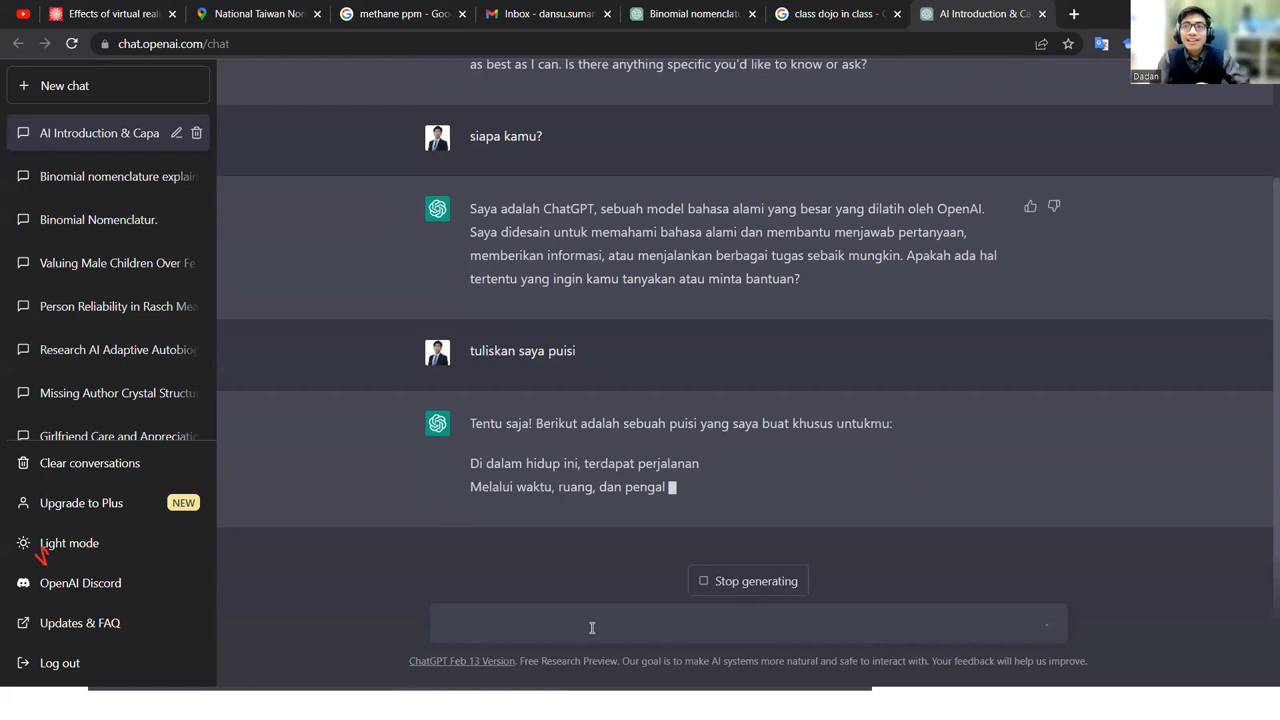 Effects of virtual real
National Taiwan Nor
methane ppm - Goo
Inbox - dansu.sumar
Binomial nomenclatu
class dojo in class - G
AI Introduction & Ca
chat.openai.com/chat
Dadan
New chat
AI Introduction & Capa
Binomial nomenclature explain
Binomial Nomenclatur.
Valuing Male Children Over Fe
Person Reliability in Rasch Mea
Research AI Adaptive Autobiog
Missing Author Crystal Structu
Girlfriend Care and Appreciatio
Clear conversations
Upgrade to Plus NEW
Light mode
OpenAI Discord
Updates & FAQ
Log out
as best as I can. Is there anything specific you'd like to know or ask?
siapa kamu?
Saya adalah ChatGPT, sebuah model bahasa alami yang besar yang dilatih oleh OpenAI.
Saya didesain untuk memahami bahasa alami dan membantu menjawab pertanyaan,
memberikan informasi, atau menjalankan berbagai tugas sebaik mungkin. Apakah ada hal
tertentu yang ingin kamu tanyakan atau minta bantuan?
tuliskan saya puisi
Tentu saja! Berikut adalah sebuah puisi yang saya buat khusus untukmu:
Di dalam hidup ini, terdapat perjalanan
Melalui waktu, ruang, dan pengal
Stop generating
ChatGPT Feb 13 Version. Free Research Preview. Our goal is to make AI systems more natural and safe to interact with. Your feedback will help us improve.